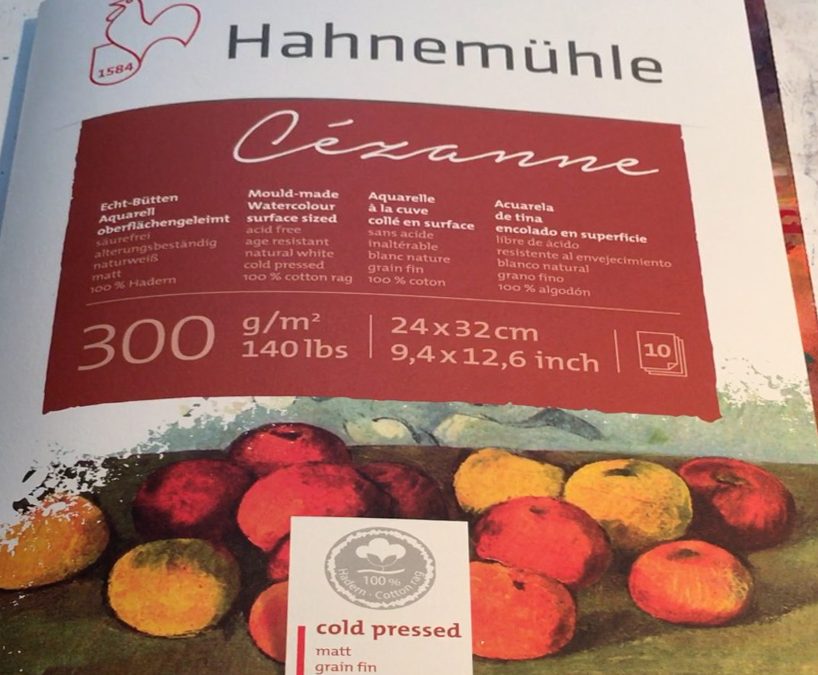 1584
Hahnemühle
Cézanne
Echt-Bütten
Aquarell
oberflächengeleimt
säurefrei
alterungsbeständig
naturweiß
matt
100 % Hadern
Mould-made
Watercolour
surface sized
acid free
age resistant
natural white
cold pressed
100 % cotton rag
Aquarelle
à la cuve
collé en surface
sans acide
inaltérable
blanc nature
grain fin
100 % coton
Acuarela
de tina
encolado en superficie
libre de ácido
resistente al envejecimiento
blanco natural
grano fino
100 % algodón
300 g/m²
140 lbs
24 x 32 cm
9,4 x 12,6 inch
10
100 %
Hadern · Cotton rag
cold pressed
matt
grain fin